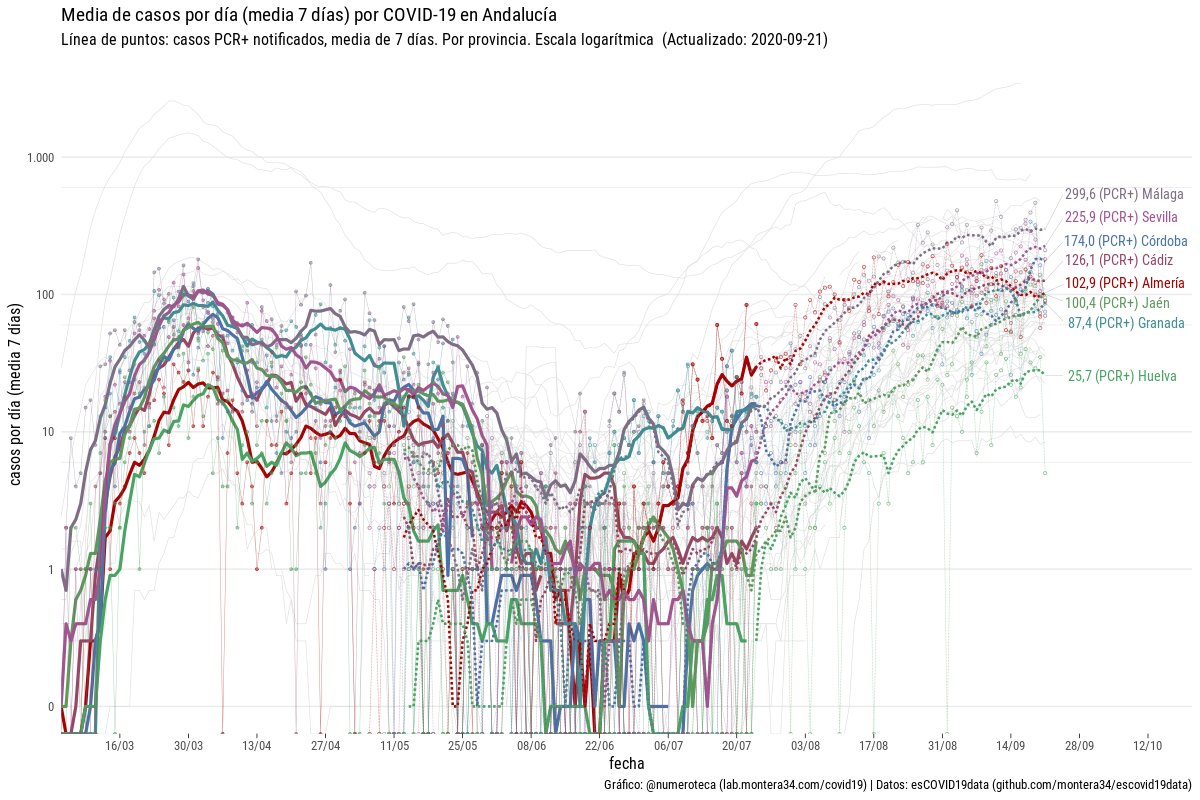 Media de casos por día (media 7 días) por COVID-19 en Andalucía
Línea de puntos: casos PCR+ notificados, media de 7 días. Por provincia. Escala logarítmica (Actualizado: 2020-09-21)
casos por día (media 7 días)
1.000
100
10
1
0
299,6 (PCR+) Málaga
225,9 (PCR+) Sevilla
174,0 (PCR+) Córdoba
126,1 (PCR+) Cádiz
102,9 (PCR+) Almería
100,4 (PCR+) Jaén
87,4 (PCR+) Granada
25,7 (PCR+) Huelva
16/03 30/03 13/04 27/04 11/05 25/05 08/06 22/06 06/07 20/07 03/08 17/08 31/08 14/09 28/09 12/10
fecha
Gráfico: @numeroteca (lab.montera34.com/covid19) | Datos: esCOVID19data (github.com/montera34/escovid19data)